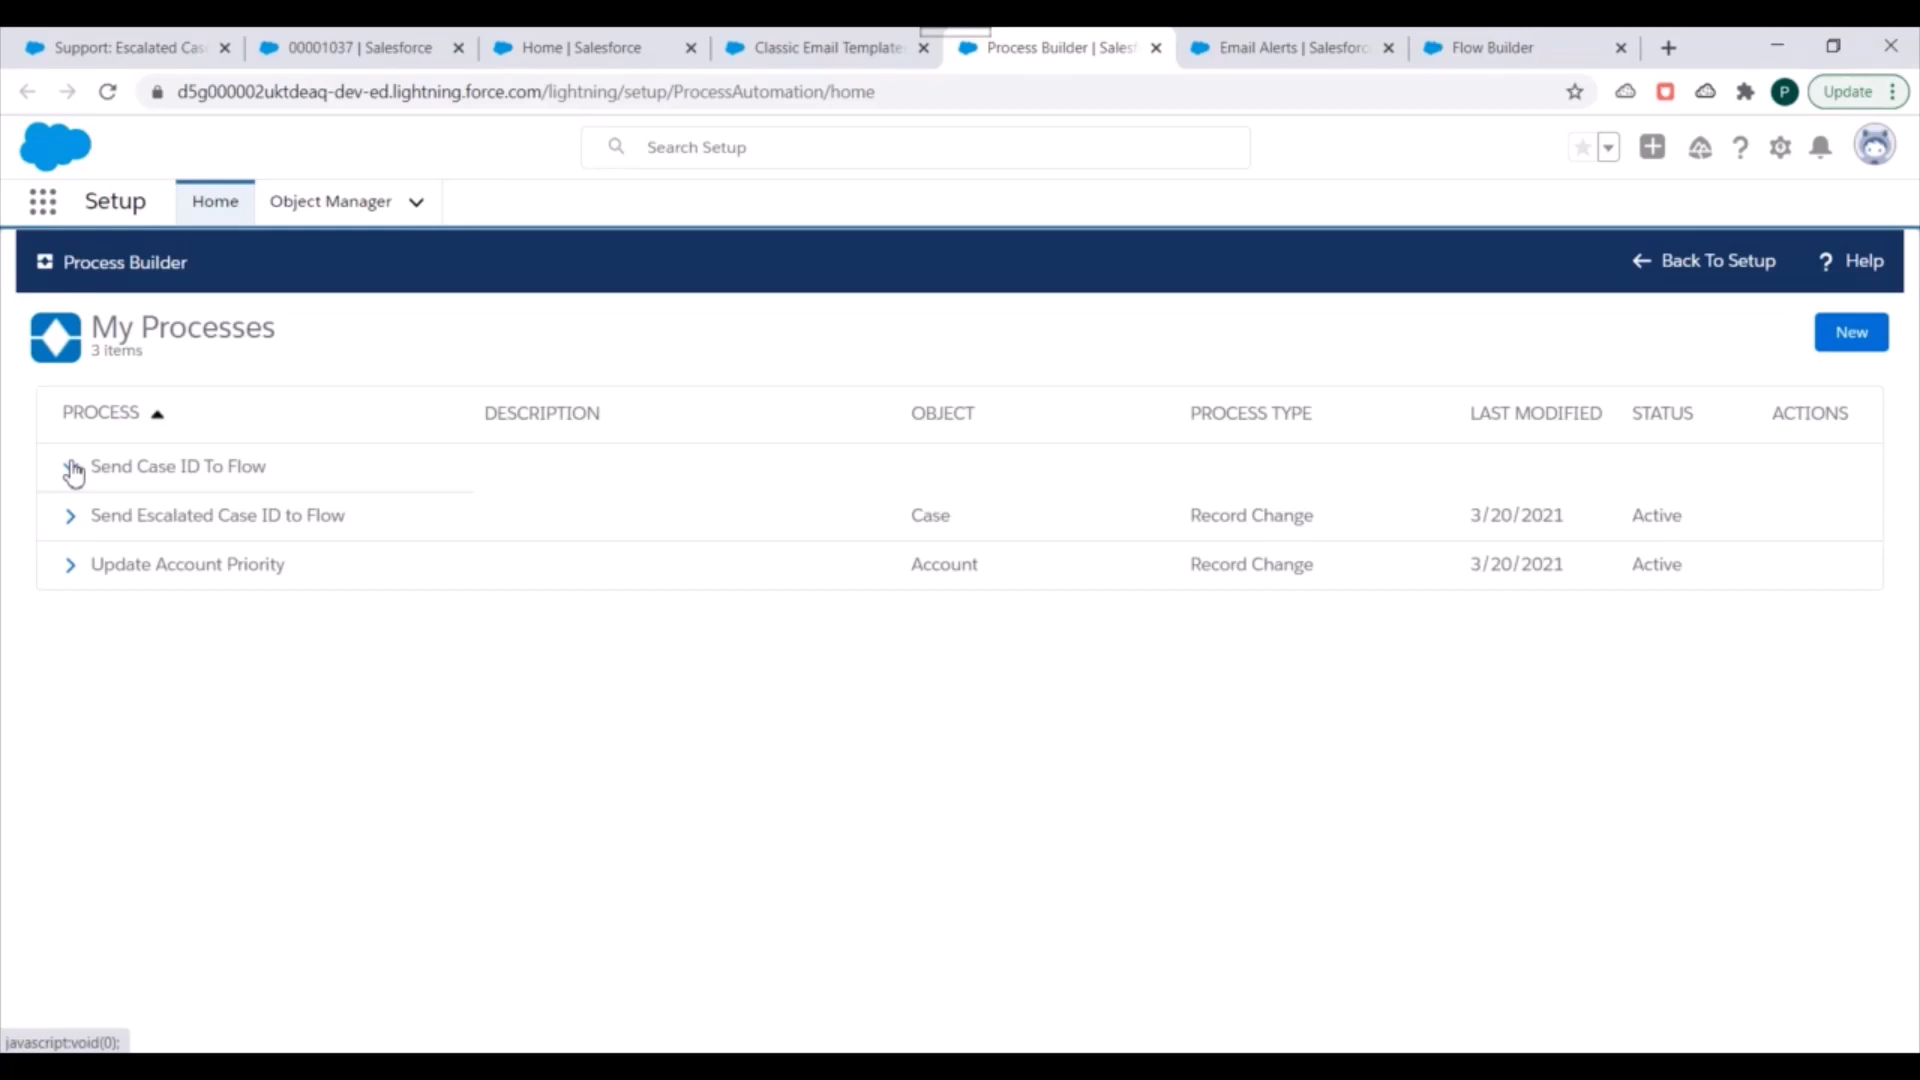 Support: Escalated Cas
00001037 | Salesforce
Home | Salesforce
Classic Email Template
Process Builder | Salesf
Email Alerts | Salesforc
Flow Builder
d5g000002uktdeaq-dev-ed.lightning.force.com/lightning/setup/ProcessAutomation/home
P
Update
Search Setup
Setup
Home
Object Manager
Process Builder
Back To Setup
? Help
My Processes
3 items
New
PROCESS DESCRIPTION OBJECT PROCESS TYPE LAST MODIFIED STATUS ACTIONS
Send Case ID To Flow
Send Escalated Case ID to Flow Case Record Change 3/20/2021 Active
Update Account Priority Account Record Change 3/20/2021 Active
javascript:void(0);